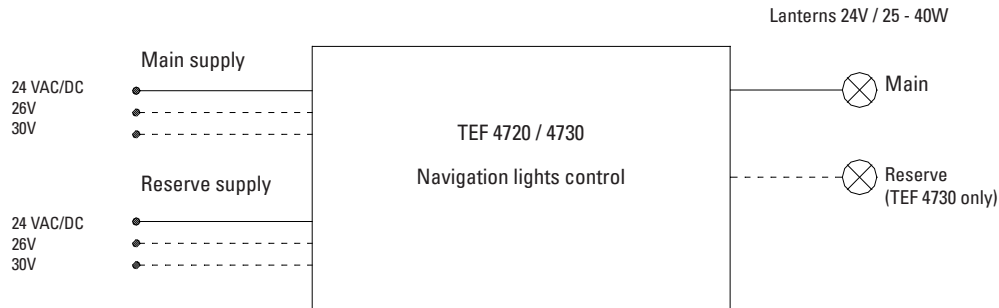 Lanterns 24V / 25 - 40W
Main supply
24 VAC/DC
26V
30V
TEF 4720 / 4730
Navigation lights control
Main
Reserve supply
24 VAC/DC
26V
30V
Reserve
(TEF 4730 only)